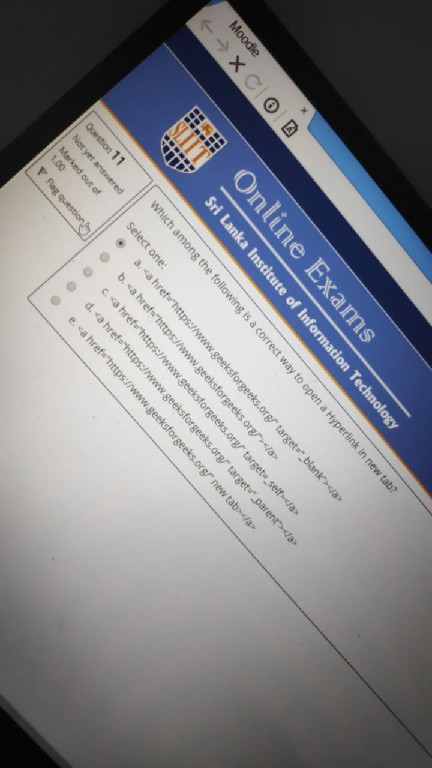 Moodle
SLIIT
Online Exams
Sri Lanka Institute of Information Technology
Question 11
Not yet answered
Marked out of
1.00
Flag question
Which among the following is a correct way to open a Hyperlink in new tab?
Select one:
a. <a href="https://www.geeksforgeeks.org/" target="_blank"></a>
b. <a href="https://www.geeksforgeeks.org/"></a>
c. <a href="https://www.geeksforgeeks.org/" target=_self></a>
d. <a href="https://www.geeksforgeeks.org/" target="_parent"></a>
e. <a href="https://www.geeksforgeeks.org/" new tab></a>